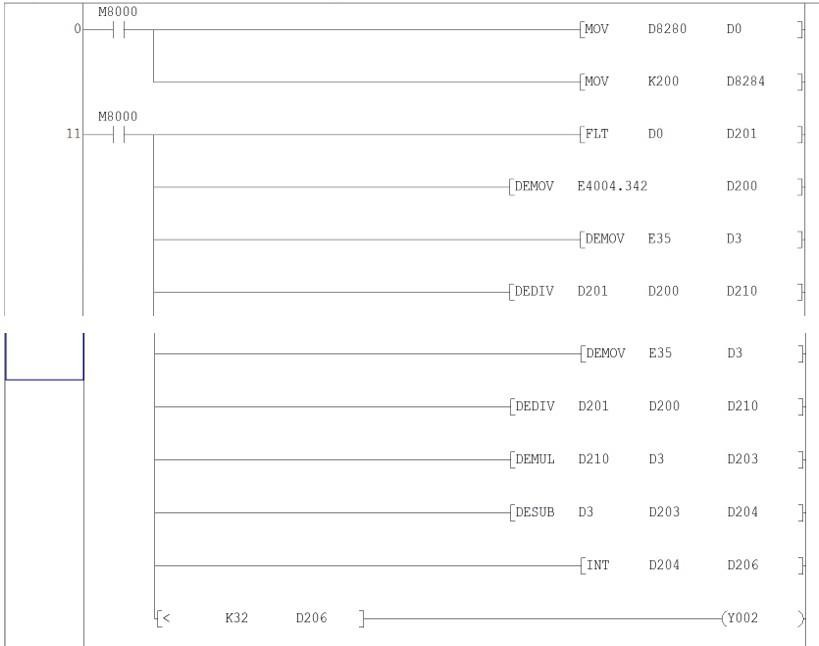 M8000
0 [MOV D8280 D0 ]
[MOV K200 D8284 ]
M8000
11 [FLT D0 D201 ]
[DEMOV E4004.342 D200 ]
[DEMOV E35 D3 ]
[DEDIV D201 D200 D210 ]
[DEMOV E35 D3 ]
[DEDIV D201 D200 D210 ]
[DEMUL D210 D3 D203 ]
[DESUB D3 D203 D204 ]
[INT D204 D206 ]
[< K32 D206 ] (Y002 )